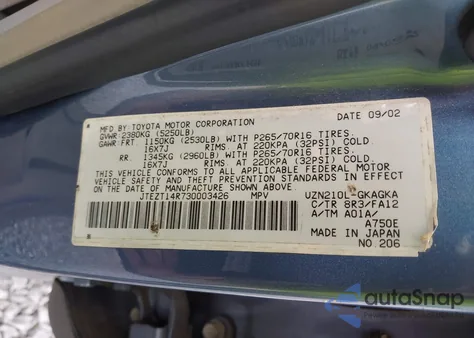 MFD BY:TOYOTA MOTOR CORPORATION DATE 09/02
GVWR 2380KG (5250LB)
GAWR:FRT. 1150KG (2530LB) WITH P265/70R16 TIRES.
16X7J RIMS. AT 220KPA (32PSI) COLD.
RR. 1345KG (2960LB) WITH P265/70R16 TIRES.
16X7J RIMS. AT 220KPA (32PSI) COLD.
THIS VEHICLE CONFORMS TO ALL APPLICABLE FEDERAL MOTOR
VEHICLE SAFETY AND THEFT PREVENTION STANDARDS IN EFFECT
ON THE DATE OF MANUFACTURE SHOWN ABOVE.
JTEZT14R730003426 MPV UZN210L-GKAGKA
C/TR 8R3/FA12
A/TM A01A/
A750E
MADE IN JAPAN
NO.206
autoSnap